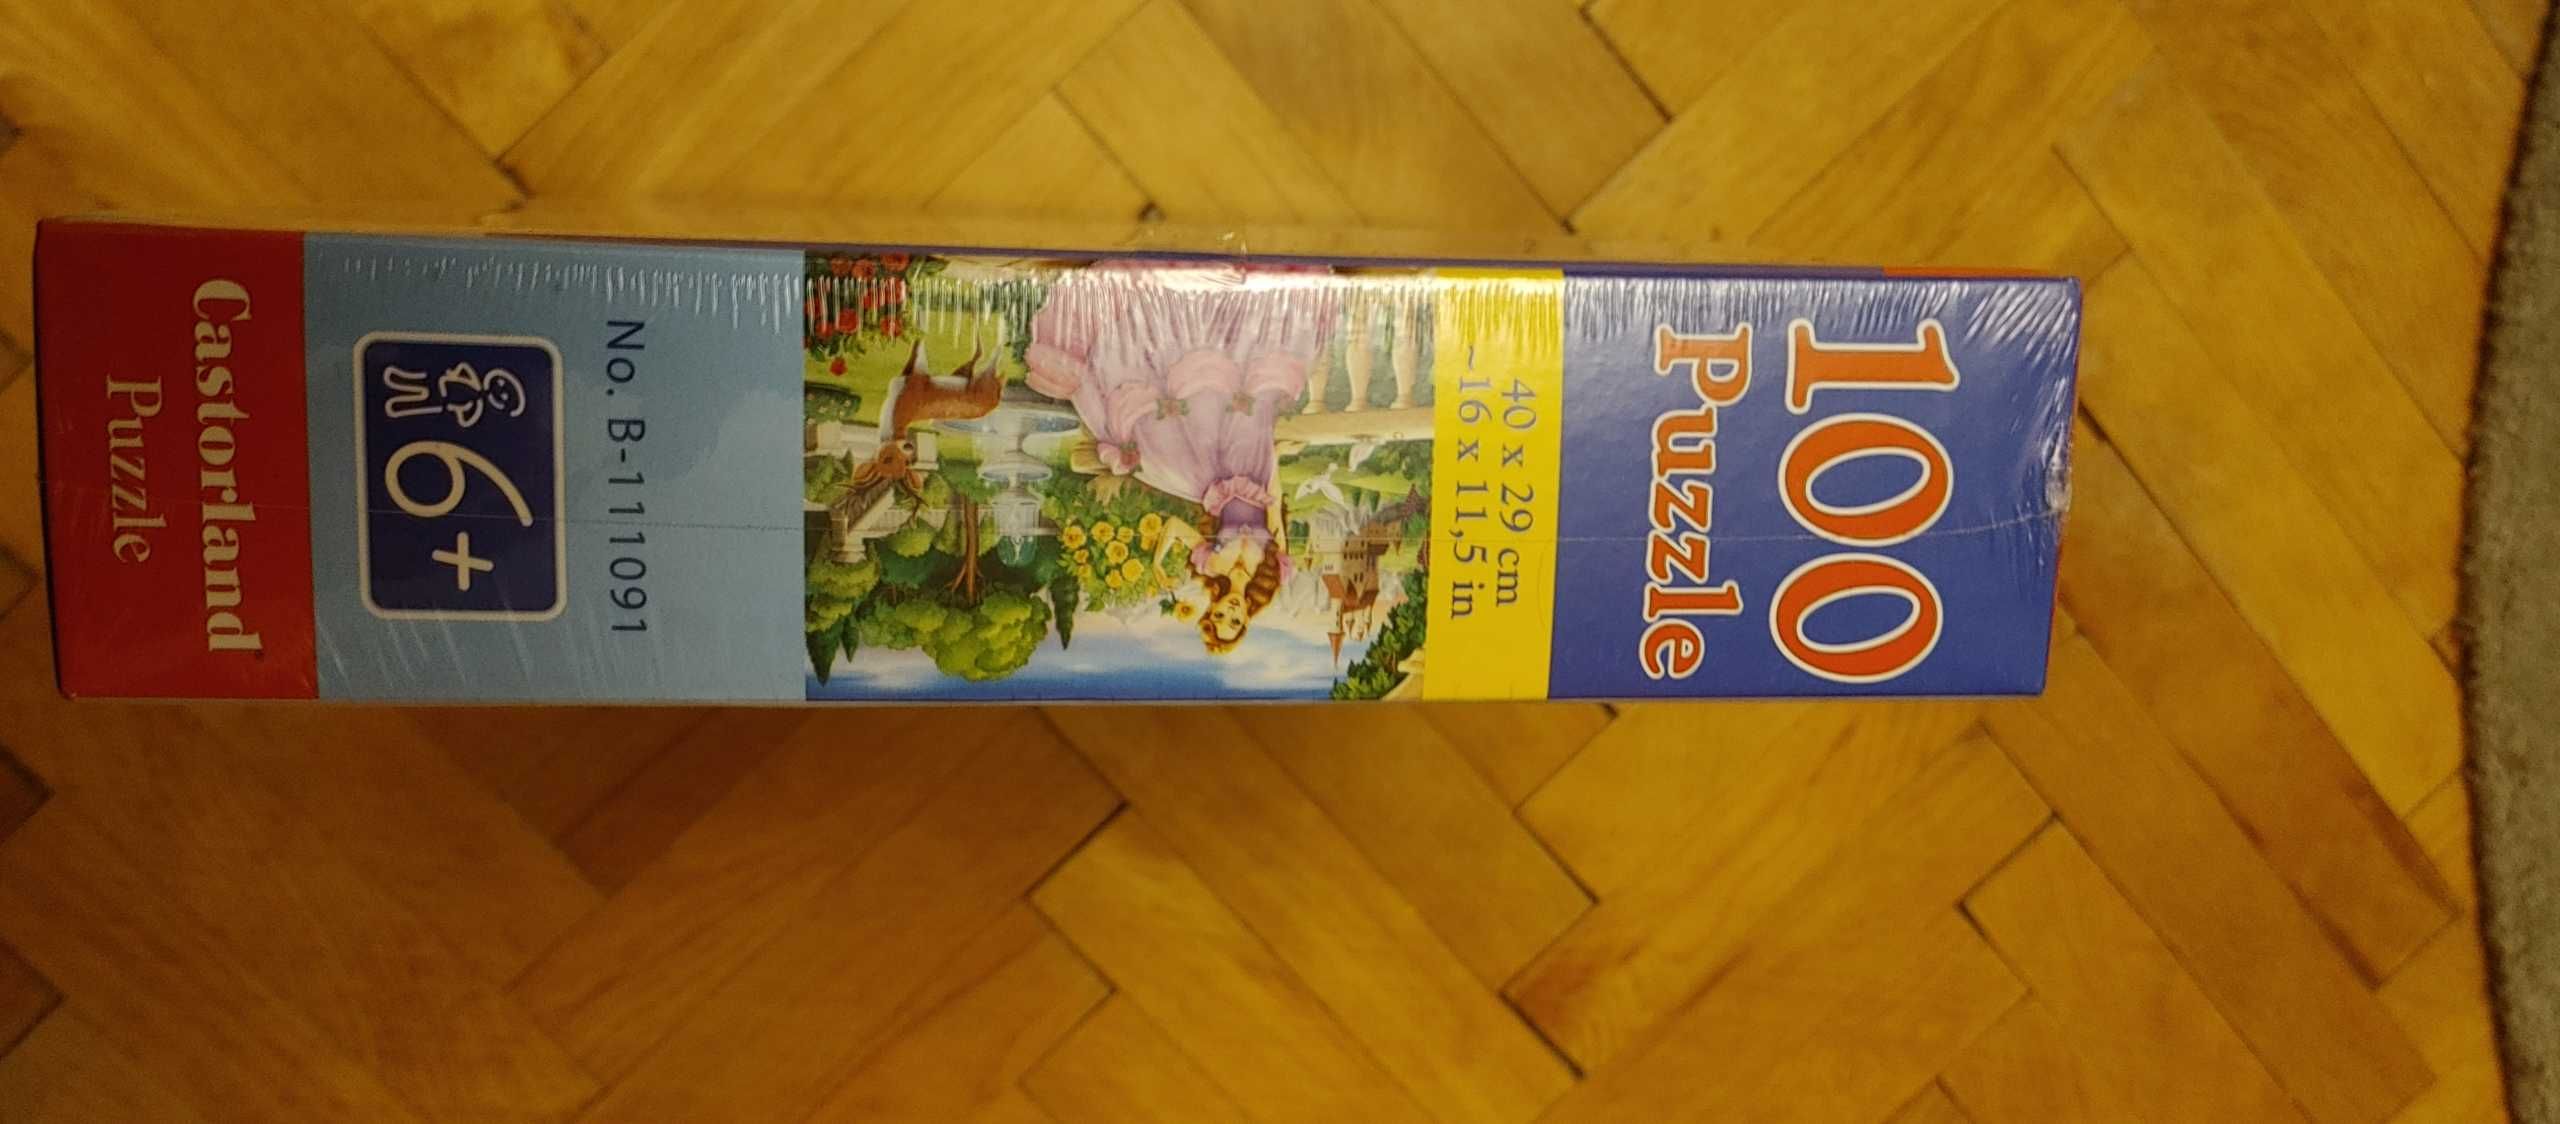 100
Puzzle
40 x 29 cm
~16 x 11,5 in
No. B-111091
6+
Castorland
Puzzle